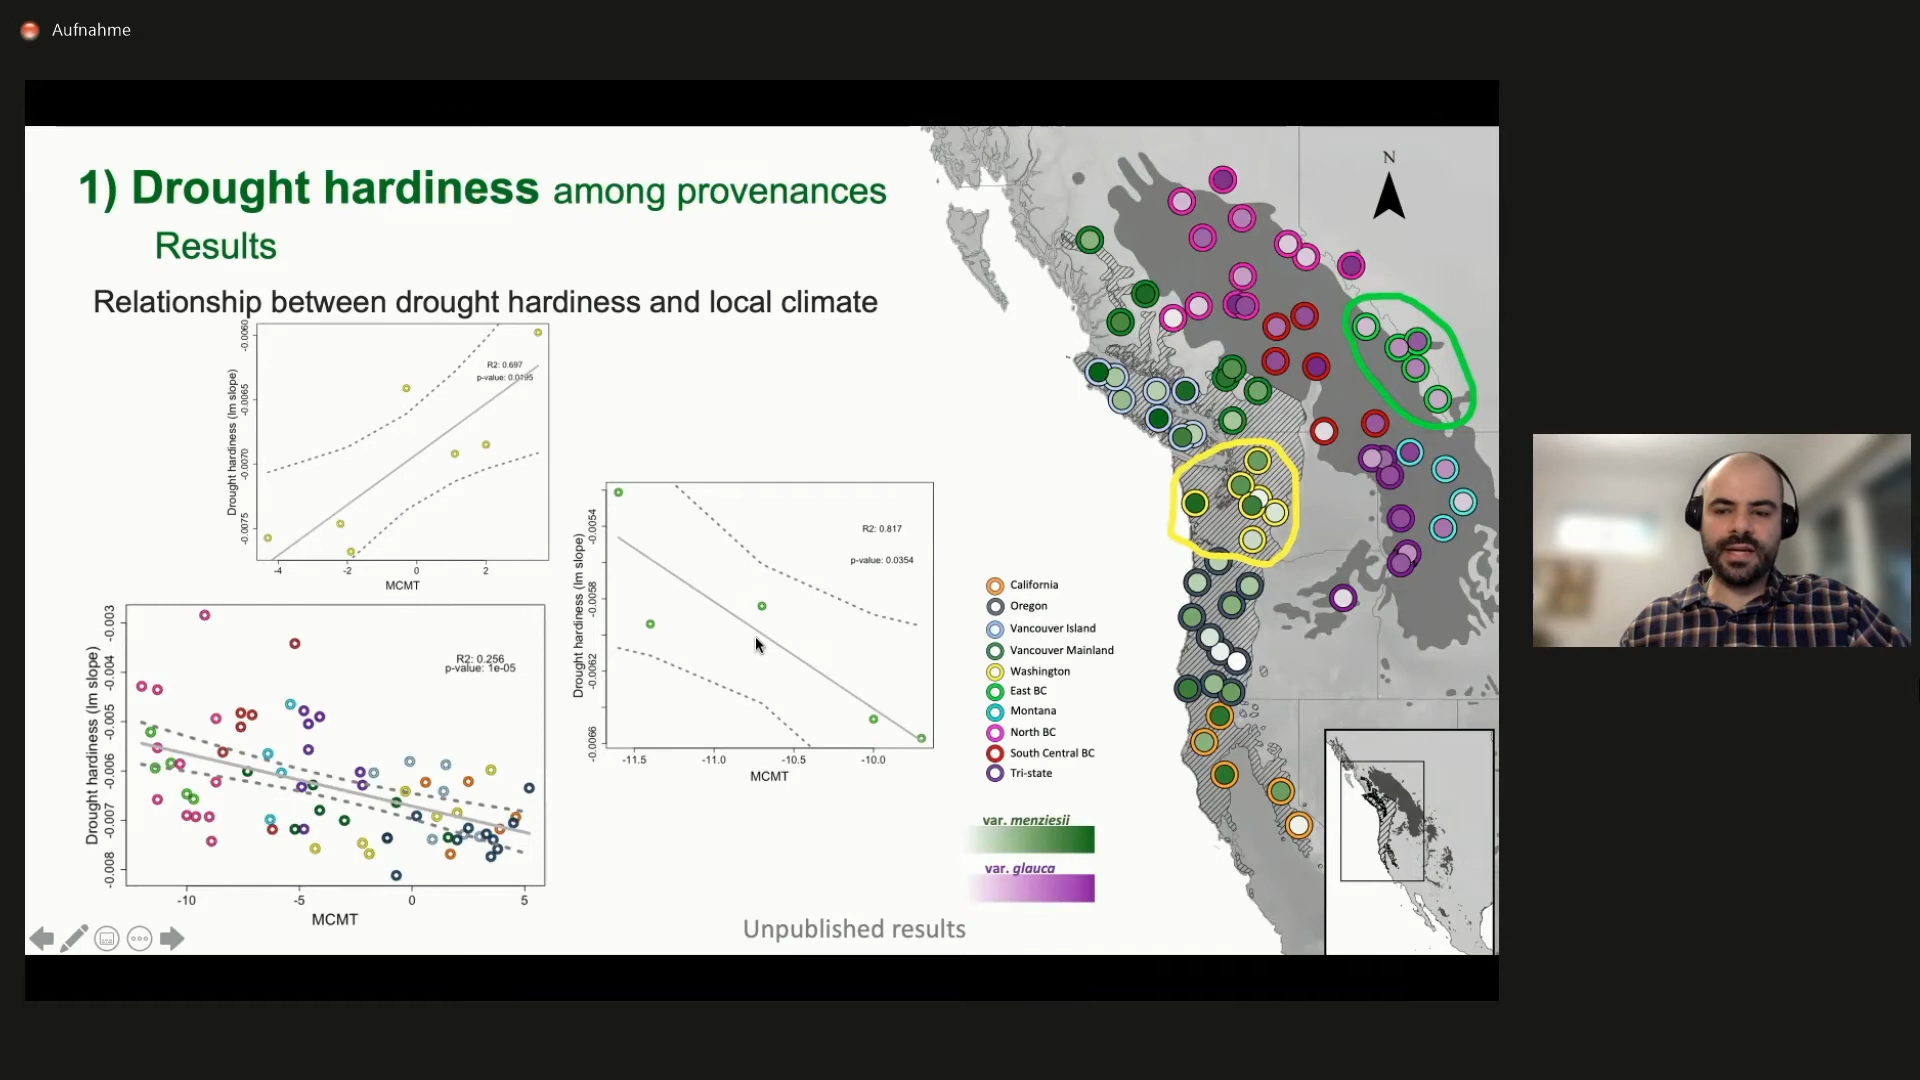 Aufnahme
1) Drought hardiness among provenances
Results
Relationship between drought hardiness and local climate
Drought hardiness (lm slope)
-0.0060
-0.0065
-0.0070
-0.0075
R2: 0.697
p-value: 0.0195
-4 -2 0 2
MCMT
Drought hardiness (lm slope)
-0.0054
-0.0058
-0.0062
-0.0066
R2: 0.817
p-value: 0.0354
-11.5 -11.0 -10.5 -10.0
MCMT
Drought hardiness (lm slope)
-0.003
-0.004
-0.005
-0.006
-0.007
-0.008
R2: 0.256
p-value: 1e-05
-10 -5 0 5
MCMT
N
California
Oregon
Vancouver Island
Vancouver Mainland
Washington
East BC
Montana
North BC
South Central BC
Tri-state
var. menziesii
var. glauca
Unpublished results